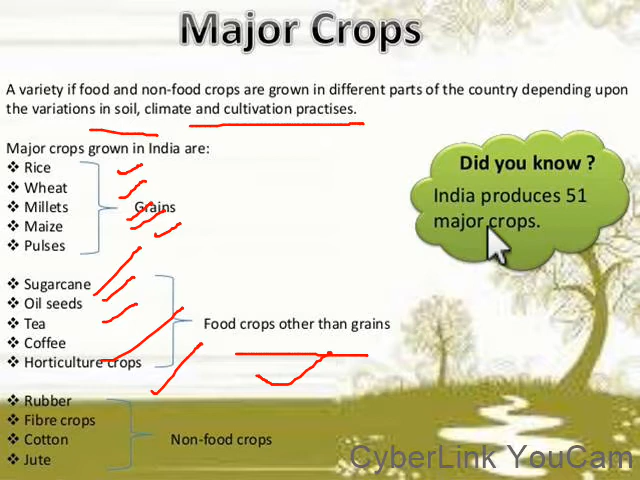 Major Crops
A variety if food and non-food crops are grown in different parts of the country depending upon
the variations in soil, climate and cultivation practises.
Major crops grown in India are:
❖ Rice
❖ Wheat
❖ Millets
❖ Maize
❖ Pulses
Grains
❖ Sugarcane
❖ Oil seeds
❖ Tea
❖ Coffee
❖ Horticulture crops
Food crops other than grains
❖ Rubber
❖ Fibre crops
❖ Cotton
❖ Jute
Non-food crops
Did you know ?
India produces 51
major crops.
CyberLink YouCam